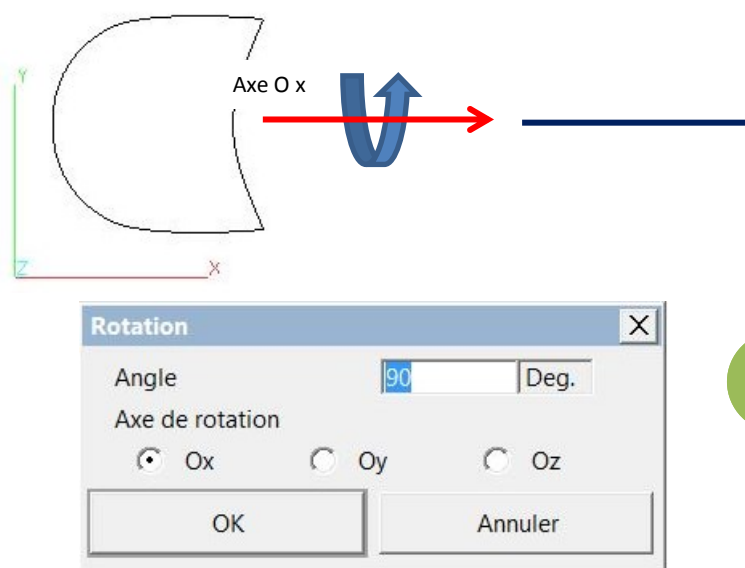 Axe O x
Y
Z
X
Rotation
Angle 90 Deg.
Axe de rotation
Ox Oy Oz
OK Annuler